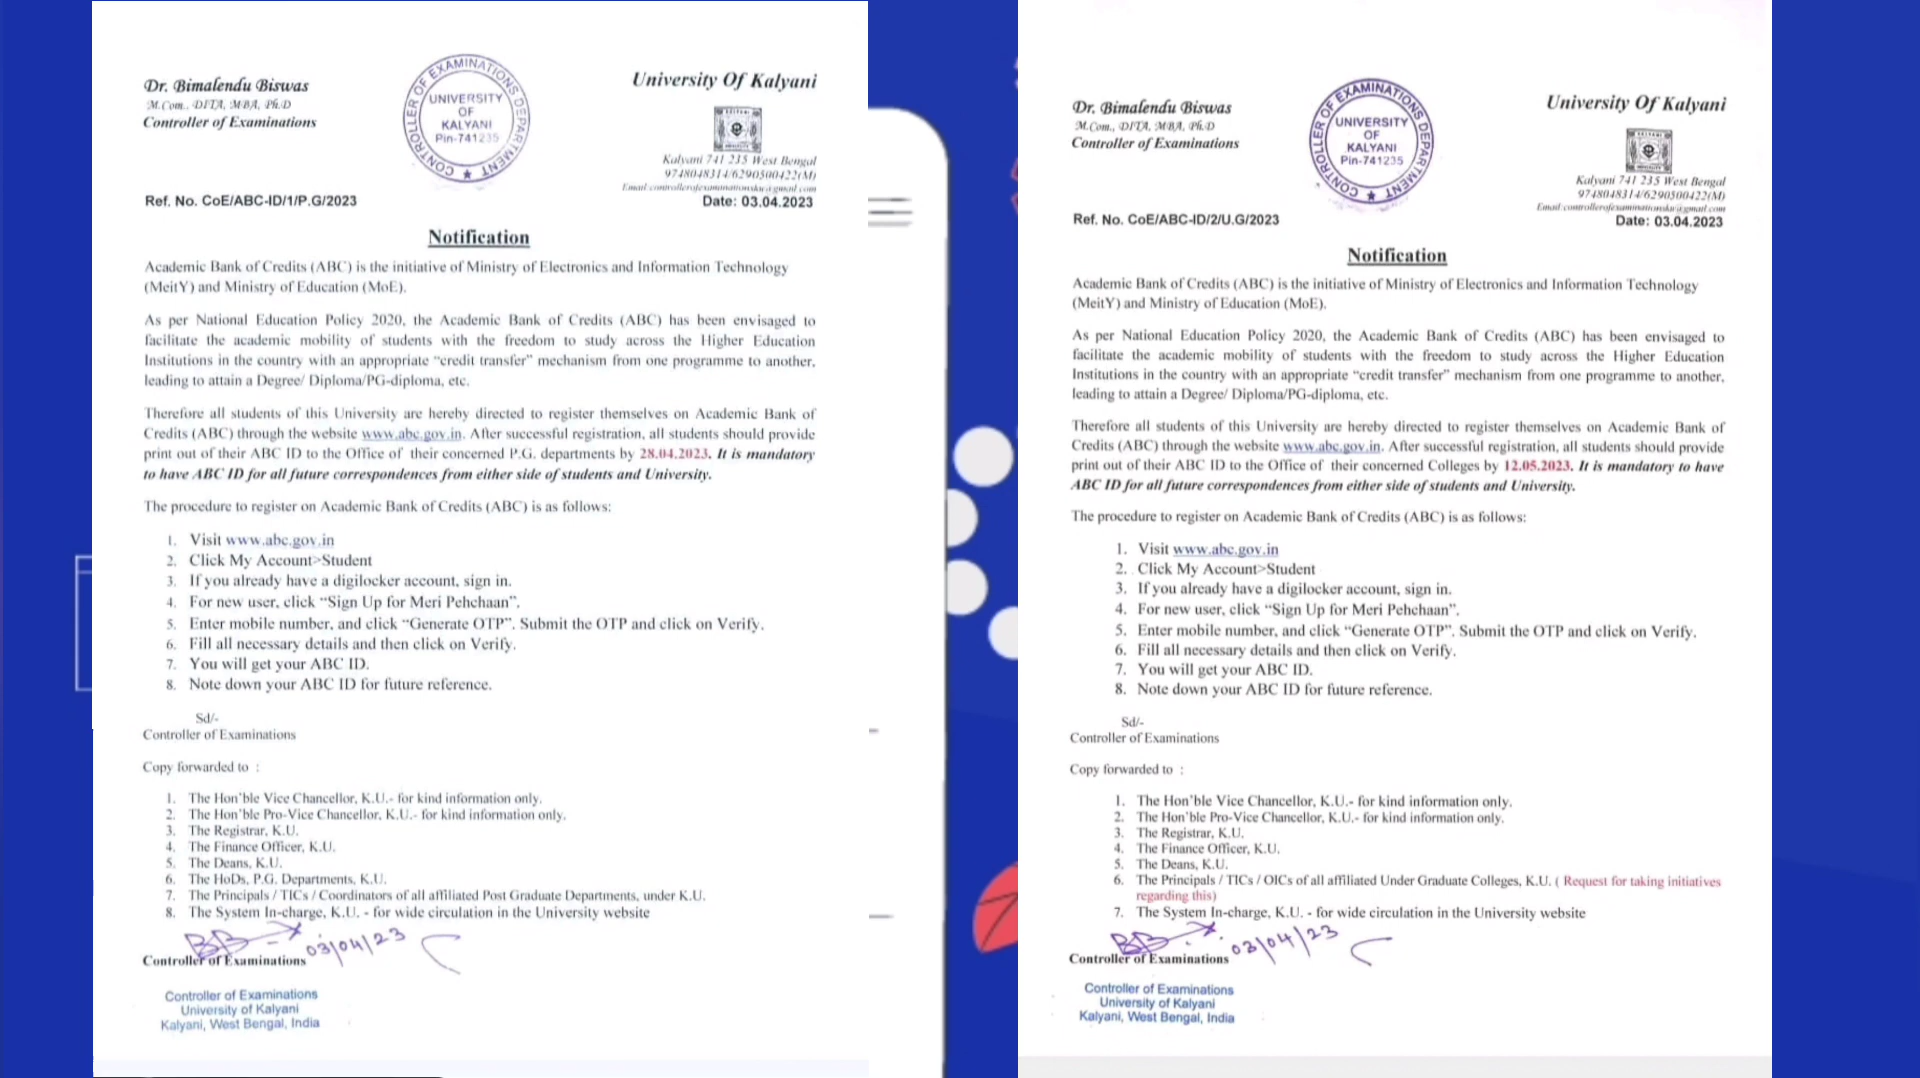 Dr. Bimalendu Biswas
M.Com., DITA, MBA, Ph.D
Controller of Examinations
CONTROLLER OF EXAMINATIONS DEPARTMENT
UNIVERSITY
OF
KALYANI
Pin-741235
University Of Kalyani
Kalyani 741 235 West Bengal
9748048314/6290500422(M)
Email:controllerofexaminationsku@gmail.com
Ref. No. CoE/ABC-ID/1/P.G/2023
Date: 03.04.2023
Notification
Academic Bank of Credits (ABC) is the initiative of Ministry of Electronics and Information Technology
(MeitY) and Ministry of Education (MoE).
As per National Education Policy 2020, the Academic Bank of Credits (ABC) has been envisaged to
facilitate the academic mobility of students with the freedom to study across the Higher Education
Institutions in the country with an appropriate “credit transfer” mechanism from one programme to another,
leading to attain a Degree/ Diploma/PG-diploma, etc.
Therefore all students of this University are hereby directed to register themselves on Academic Bank of
Credits (ABC) through the website www.abc.gov.in. After successful registration, all students should provide
print out of their ABC ID to the Office of their concerned P.G. departments by 28.04.2023. It is mandatory
to have ABC ID for all future correspondences from either side of students and University.
The procedure to register on Academic Bank of Credits (ABC) is as follows:
1. Visit www.abc.gov.in
2. Click My Account>Student
3. If you already have a digilocker account, sign in.
4. For new user, click “Sign Up for Meri Pehchaan”.
5. Enter mobile number, and click “Generate OTP”. Submit the OTP and click on Verify.
6. Fill all necessary details and then click on Verify.
7. You will get your ABC ID.
8. Note down your ABC ID for future reference.
Sd/-
Controller of Examinations
Copy forwarded to :
1. The Hon'ble Vice Chancellor, K.U.- for kind information only.
2. The Hon'ble Pro-Vice Chancellor, K.U.- for kind information only.
3. The Registrar, K.U.
4. The Finance Officer, K.U.
5. The Deans, K.U.
6. The HoDs, P.G. Departments, K.U.
7. The Principals / TICs / Coordinators of all affiliated Post Graduate Departments, under K.U.
8. The System In-charge, K.U. - for wide circulation in the University website
03/04/23
Controller of Examinations
Controller of Examinations
University of Kalyani
Kalyani, West Bengal, India
Dr. Bimalendu Biswas
M.Com., DITA, MBA, Ph.D
Controller of Examinations
CONTROLLER OF EXAMINATIONS DEPARTMENT
UNIVERSITY
OF
KALYANI
Pin-741235
University Of Kalyani
Kalyani 741 235 West Bengal
9748048314/6290500422(M)
Email:controllerofexaminationsku@gmail.com
Ref. No. CoE/ABC-ID/2/U.G/2023
Date: 03.04.2023
Notification
Academic Bank of Credits (ABC) is the initiative of Ministry of Electronics and Information Technology
(MeitY) and Ministry of Education (MoE).
As per National Education Policy 2020, the Academic Bank of Credits (ABC) has been envisaged to
facilitate the academic mobility of students with the freedom to study across the Higher Education
Institutions in the country with an appropriate “credit transfer” mechanism from one programme to another,
leading to attain a Degree/ Diploma/PG-diploma, etc.
Therefore all students of this University are hereby directed to register themselves on Academic Bank of
Credits (ABC) through the website www.abc.gov.in. After successful registration, all students should provide
print out of their ABC ID to the Office of their concerned Colleges by 12.05.2023. It is mandatory to have
ABC ID for all future correspondences from either side of students and University.
The procedure to register on Academic Bank of Credits (ABC) is as follows:
1. Visit www.abc.gov.in
2. Click My Account>Student
3. If you already have a digilocker account, sign in.
4. For new user, click “Sign Up for Meri Pehchaan”.
5. Enter mobile number, and click “Generate OTP”. Submit the OTP and click on Verify.
6. Fill all necessary details and then click on Verify.
7. You will get your ABC ID.
8. Note down your ABC ID for future reference.
Sd/-
Controller of Examinations
Copy forwarded to :
1. The Hon'ble Vice Chancellor, K.U.- for kind information only.
2. The Hon'ble Pro-Vice Chancellor, K.U.- for kind information only.
3. The Registrar, K.U.
4. The Finance Officer, K.U.
5. The Deans, K.U.
6. The Principals / TICs / OICs of all affiliated Under Graduate Colleges, K.U. ( Request for taking initiatives
regarding this)
7. The System In-charge, K.U. - for wide circulation in the University website
03/04/23
Controller of Examinations
Controller of Examinations
University of Kalyani
Kalyani, West Bengal, India